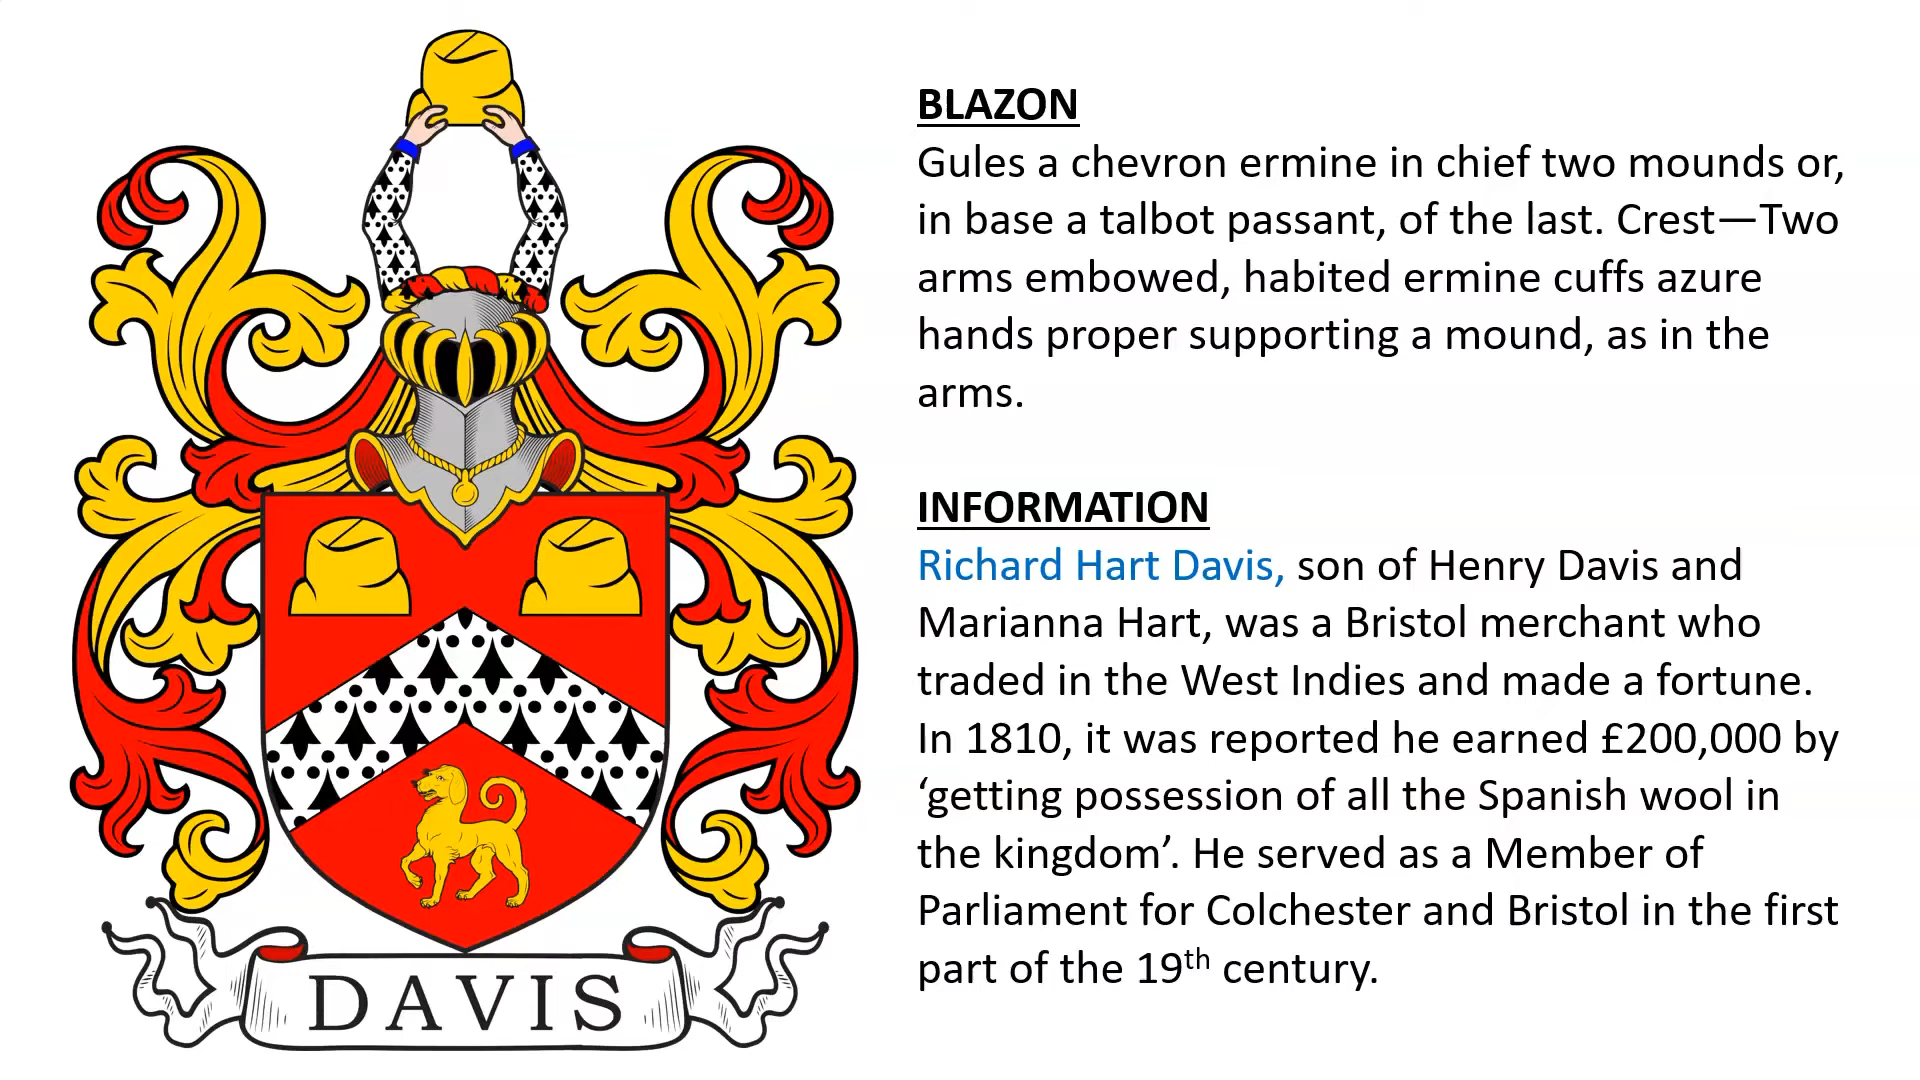 BLAZON
Gules a chevron ermine in chief two mounds or,
in base a talbot passant, of the last. Crest—Two
arms embowed, habited ermine cuffs azure
hands proper supporting a mound, as in the
arms.
INFORMATION
Richard Hart Davis, son of Henry Davis and
Marianna Hart, was a Bristol merchant who
traded in the West Indies and made a fortune.
In 1810, it was reported he earned £200,000 by
‘getting possession of all the Spanish wool in
the kingdom’. He served as a Member of
Parliament for Colchester and Bristol in the first
part of the 19th century.
DAVIS